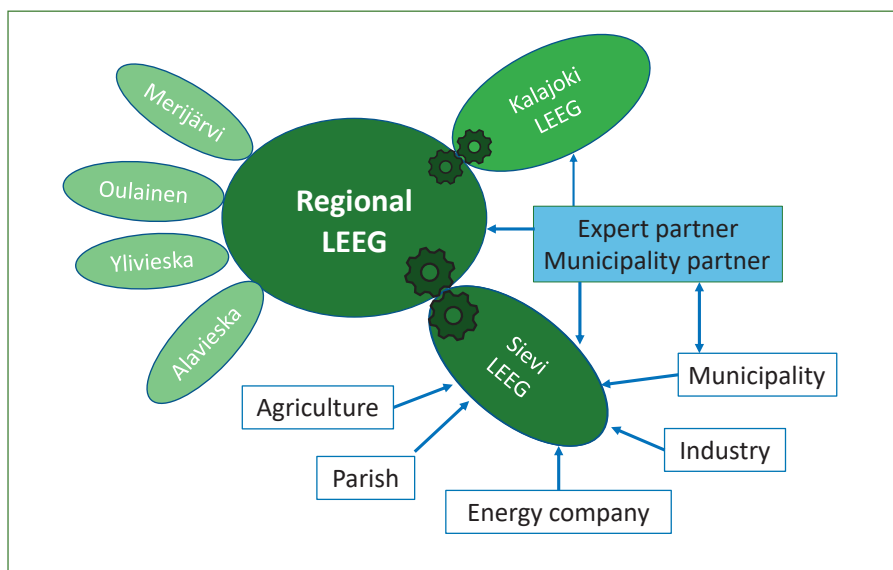 Merijärvi
Oulainen
Ylivieska
Alavieska
Regional
LEEG
Kalajoki
LEEG
Expert partner
Municipality partner
Sievi
LEEG
Municipality
Agriculture
Industry
Parish
Energy company